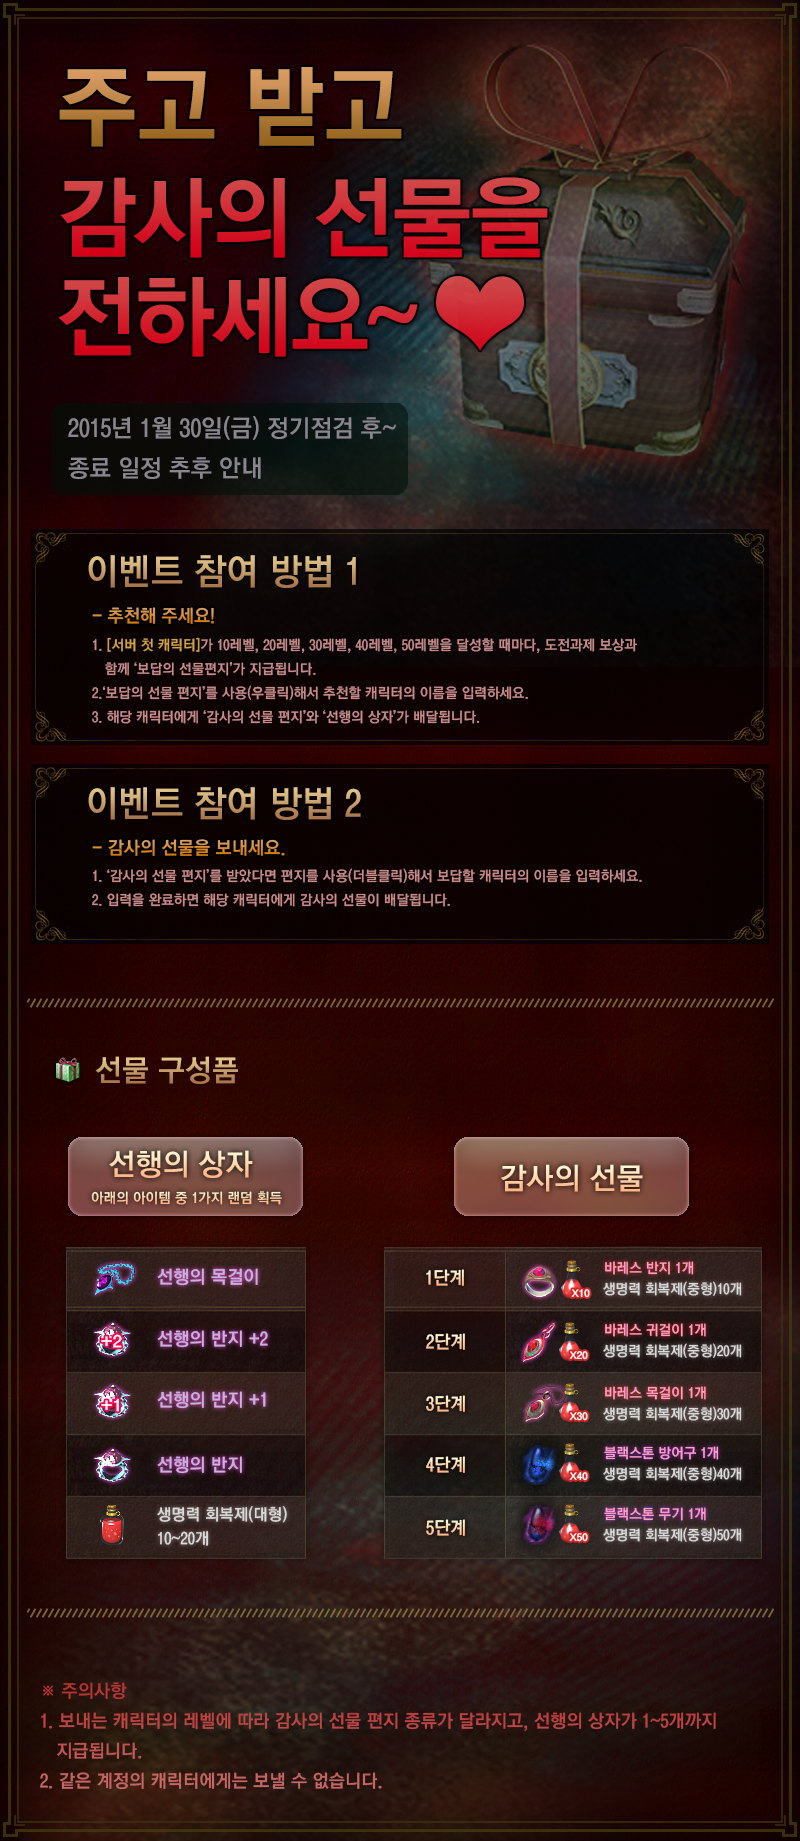 주고 받고
감사의 선물을
전하세요~ ♥
2015년 1월 30일(금) 정기점검 후~
종료 일정 추후 안내
이벤트 참여 방법 1
- 추천해 주세요!
1. [서버 첫 캐릭터]가 10레벨, 20레벨, 30레벨, 40레벨, 50레벨을 달성할 때마다, 도전과제 보상과
함께 ‘보답의 선물편지’가 지급됩니다.
2.‘보답의 선물 편지’를 사용(우클릭)해서 추천할 캐릭터의 이름을 입력하세요.
3. 해당 캐릭터에게 ‘감사의 선물 편지’와 ‘선행의 상자’가 배달됩니다.
이벤트 참여 방법 2
- 감사의 선물을 보내세요.
1. ‘감사의 선물 편지’를 받았다면 편지를 사용(더블클릭)해서 보답할 캐릭터의 이름을 입력하세요.
2. 입력을 완료하면 해당 캐릭터에게 감사의 선물이 배달됩니다.
선물 구성품
선행의 상자
아래의 아이템 중 1가지 랜덤 획득
선행의 목걸이
+2 선행의 반지 +2
+1 선행의 반지 +1
선행의 반지
생명력 회복제(대형)
10~20개
감사의 선물
1단계
바레스 반지 1개
X10 생명력 회복제(중형)10개
2단계
바레스 귀걸이 1개
X20 생명력 회복제(중형)20개
3단계
바레스 목걸이 1개
X30 생명력 회복제(중형)30개
4단계
블랙스톤 방어구 1개
X40 생명력 회복제(중형)40개
5단계
블랙스톤 무기 1개
X50 생명력 회복제(중형)50개
※ 주의사항
1. 보내는 캐릭터의 레벨에 따라 감사의 선물 편지 종류가 달라지고, 선행의 상자가 1~5개까지
지급됩니다.
2. 같은 계정의 캐릭터에게는 보낼 수 없습니다.